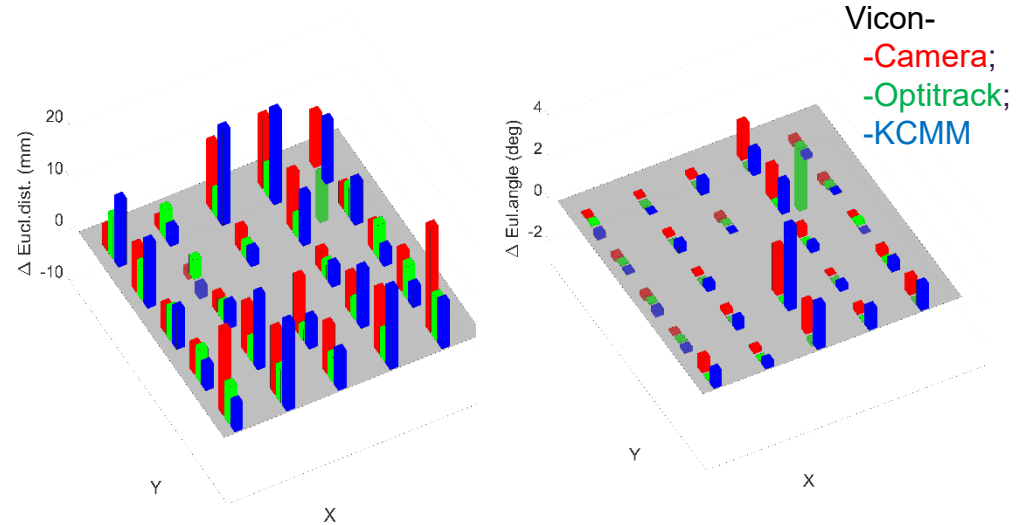 Vicon-
-Camera;
-Optitrack;
-KCMM
20
10
0
-10
Δ Eucl.dist. (mm)
Y
X
4
2
0
-2
Δ Eul.angle (deg)
Y
X